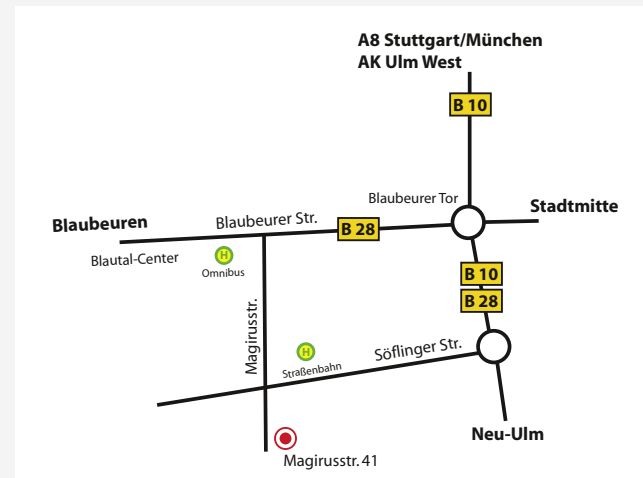 A8 Stuttgart/München
AK Ulm West
B 10
Blaubeurer Tor
Stadtmitte
Blaubeuren
Blaubeurer Str.
B 28
Blautal-Center
H
Omnibus
B 10
B 28
Magirusstr.
H
Straßenbahn
Söflinger Str.
Neu-Ulm
Magirusstr. 41